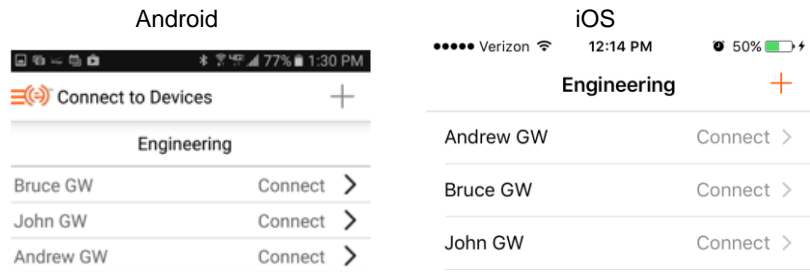 Android
77% 1:30 PM
Connect to Devices
Engineering
Bruce GW Connect
John GW Connect
Andrew GW Connect
iOS
Verizon 12:14 PM 50%
Engineering
Andrew GW Connect
Bruce GW Connect
John GW Connect